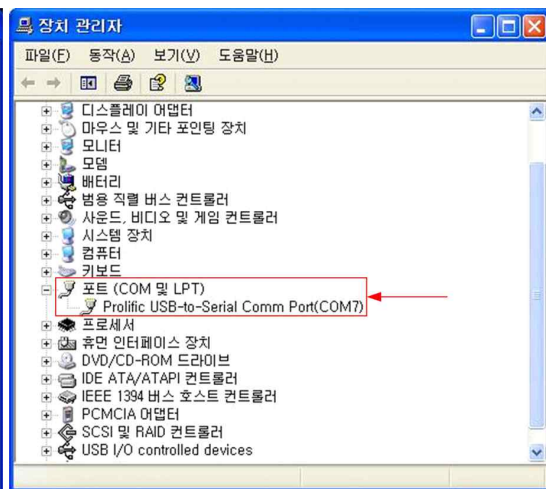 장치 관리자
파일(F) 동작(A) 보기(V) 도움말(H)
디스플레이 어댑터
마우스 및 기타 포인팅 장치
모니터
모뎀
배터리
범용 직렬 버스 컨트롤러
사운드, 비디오 및 게임 컨트롤러
시스템 장치
컴퓨터
키보드
포트 (COM 및 LPT)
Prolific USB-to-Serial Comm Port(COM7)
프로세서
휴먼 인터페이스 장치
DVD/CD-ROM 드라이브
IDE ATA/ATAPI 컨트롤러
IEEE 1394 버스 호스트 컨트롤러
PCMCIA 어댑터
SCSI 및 RAID 컨트롤러
USB I/O controlled devices